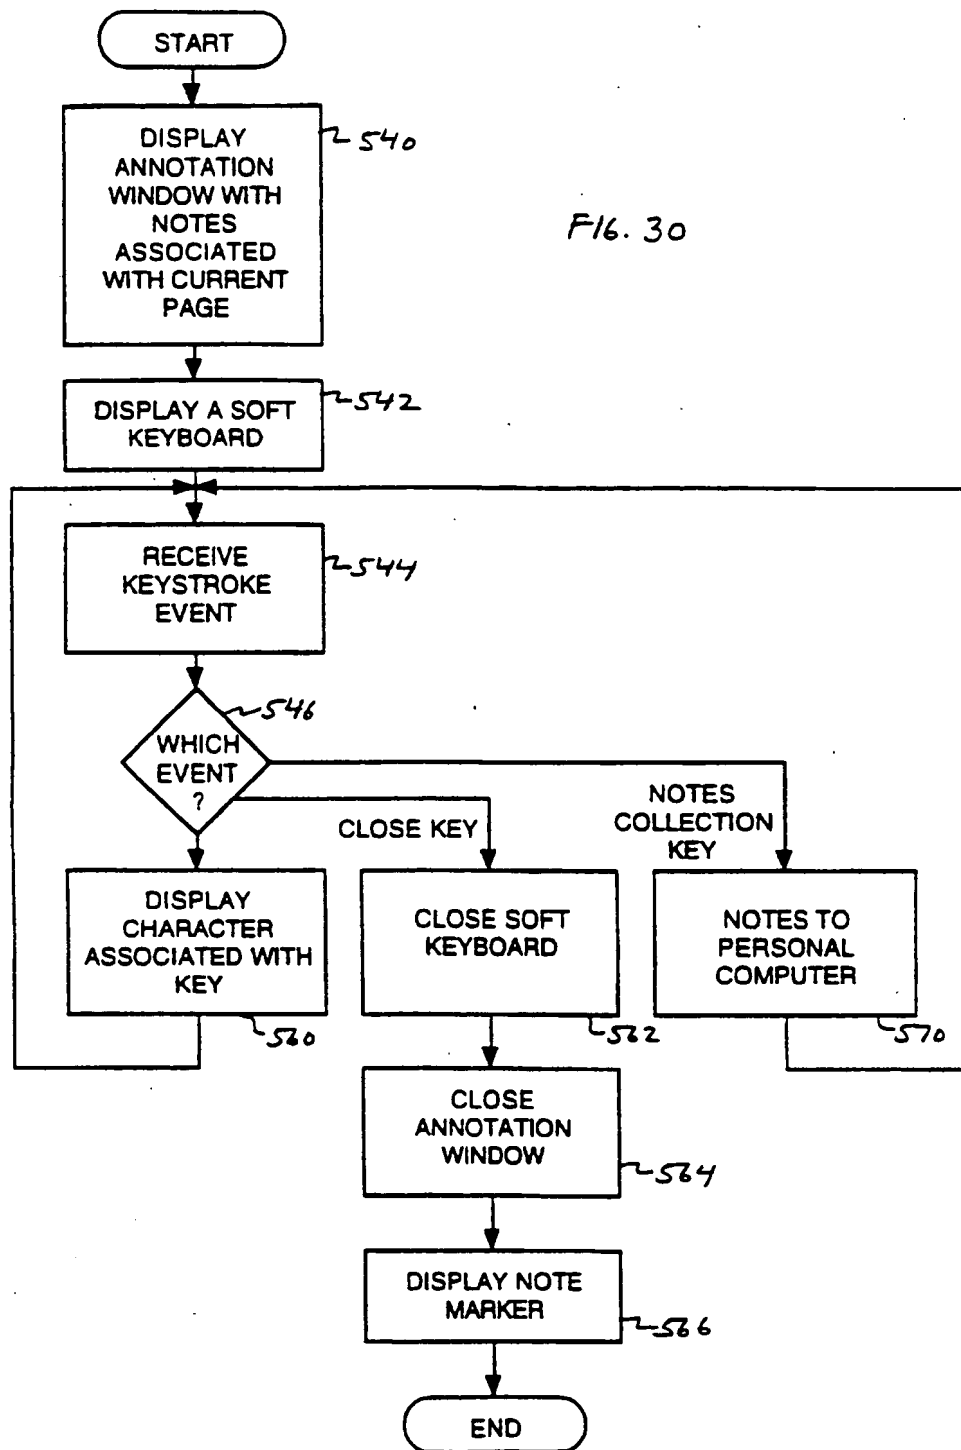 START
DISPLAY
ANNOTATION
WINDOW WITH
NOTES
ASSOCIATED
WITH CURRENT
PAGE
540
FIG. 30
DISPLAY A SOFT
KEYBOARD
542
RECEIVE
KEYSTROKE
EVENT
544
546
WHICH
EVENT
?
CLOSE KEY
NOTES
COLLECTION
KEY
DISPLAY
CHARACTER
ASSOCIATED WITH
KEY
560
CLOSE SOFT
KEYBOARD
562
NOTES TO
PERSONAL
COMPUTER
570
CLOSE
ANNOTATION
WINDOW
564
DISPLAY NOTE
MARKER
566
END